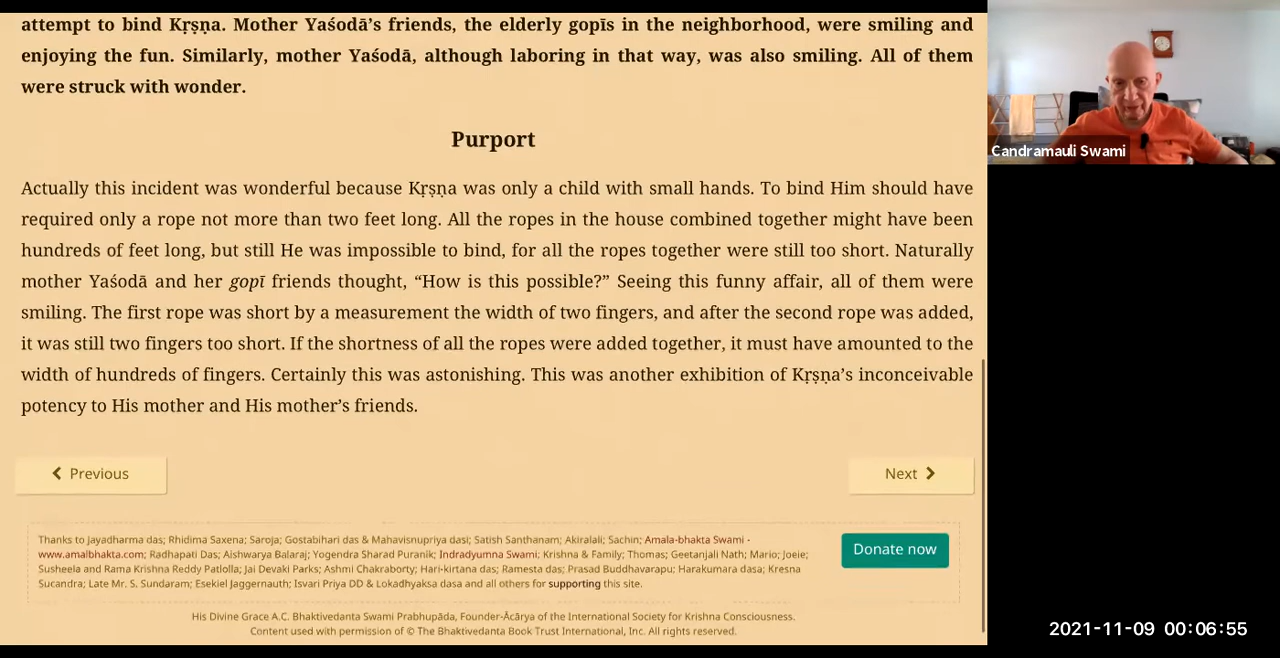 attempt to bind Kṛṣṇa. Mother Yaśodā’s friends, the elderly gopīs in the neighborhood, were smiling and
enjoying the fun. Similarly, mother Yaśodā, although laboring in that way, was also smiling. All of them
were struck with wonder.
Purport
Actually this incident was wonderful because Kṛṣṇa was only a child with small hands. To bind Him should have
required only a rope not more than two feet long. All the ropes in the house combined together might have been
hundreds of feet long, but still He was impossible to bind, for all the ropes together were still too short. Naturally
mother Yaśodā and her gopī friends thought, “How is this possible?” Seeing this funny affair, all of them were
smiling. The first rope was short by a measurement the width of two fingers, and after the second rope was added,
it was still two fingers too short. If the shortness of all the ropes were added together, it must have amounted to the
width of hundreds of fingers. Certainly this was astonishing. This was another exhibition of Kṛṣṇa’s inconceivable
potency to His mother and His mother’s friends.
Previous
Next
Thanks to Jayadharma das; Rhidima Saxena; Saroja; Gostabihari das & Mahavisnupriya dasi; Satish Santhanam; Akiralali; Sachin; Amala-bhakta Swami -
www.amalbhakta.com; Radhapati Das; Aishwarya Balaraj; Yogendra Sharad Puranik; Indradyumna Swami; Krishna & Family; Thomas; Geetanjali Nath; Mario; Joeie;
Susheela and Rama Krishna Reddy Patlolla; Jai Devaki Parks; Ashmi Chakraborty; Hari-kirtana das; Ramesta das; Prasad Buddhavarapu; Harakumara dasa; Kresna
Sucandra; Late Mr. S. Sundaram; Esekiel Jaggernauth; Isvari Priya DD & Lokadhyaksa dasa and all others for supporting this site.
Donate now
His Divine Grace A.C. Bhaktivedanta Swami Prabhupāda, Founder-Ācārya of the International Society for Krishna Consciousness.
Content used with permission of © The Bhaktivedanta Book Trust International, Inc. All rights reserved.
Candramauli Swami
2021-11-09 00:06:55